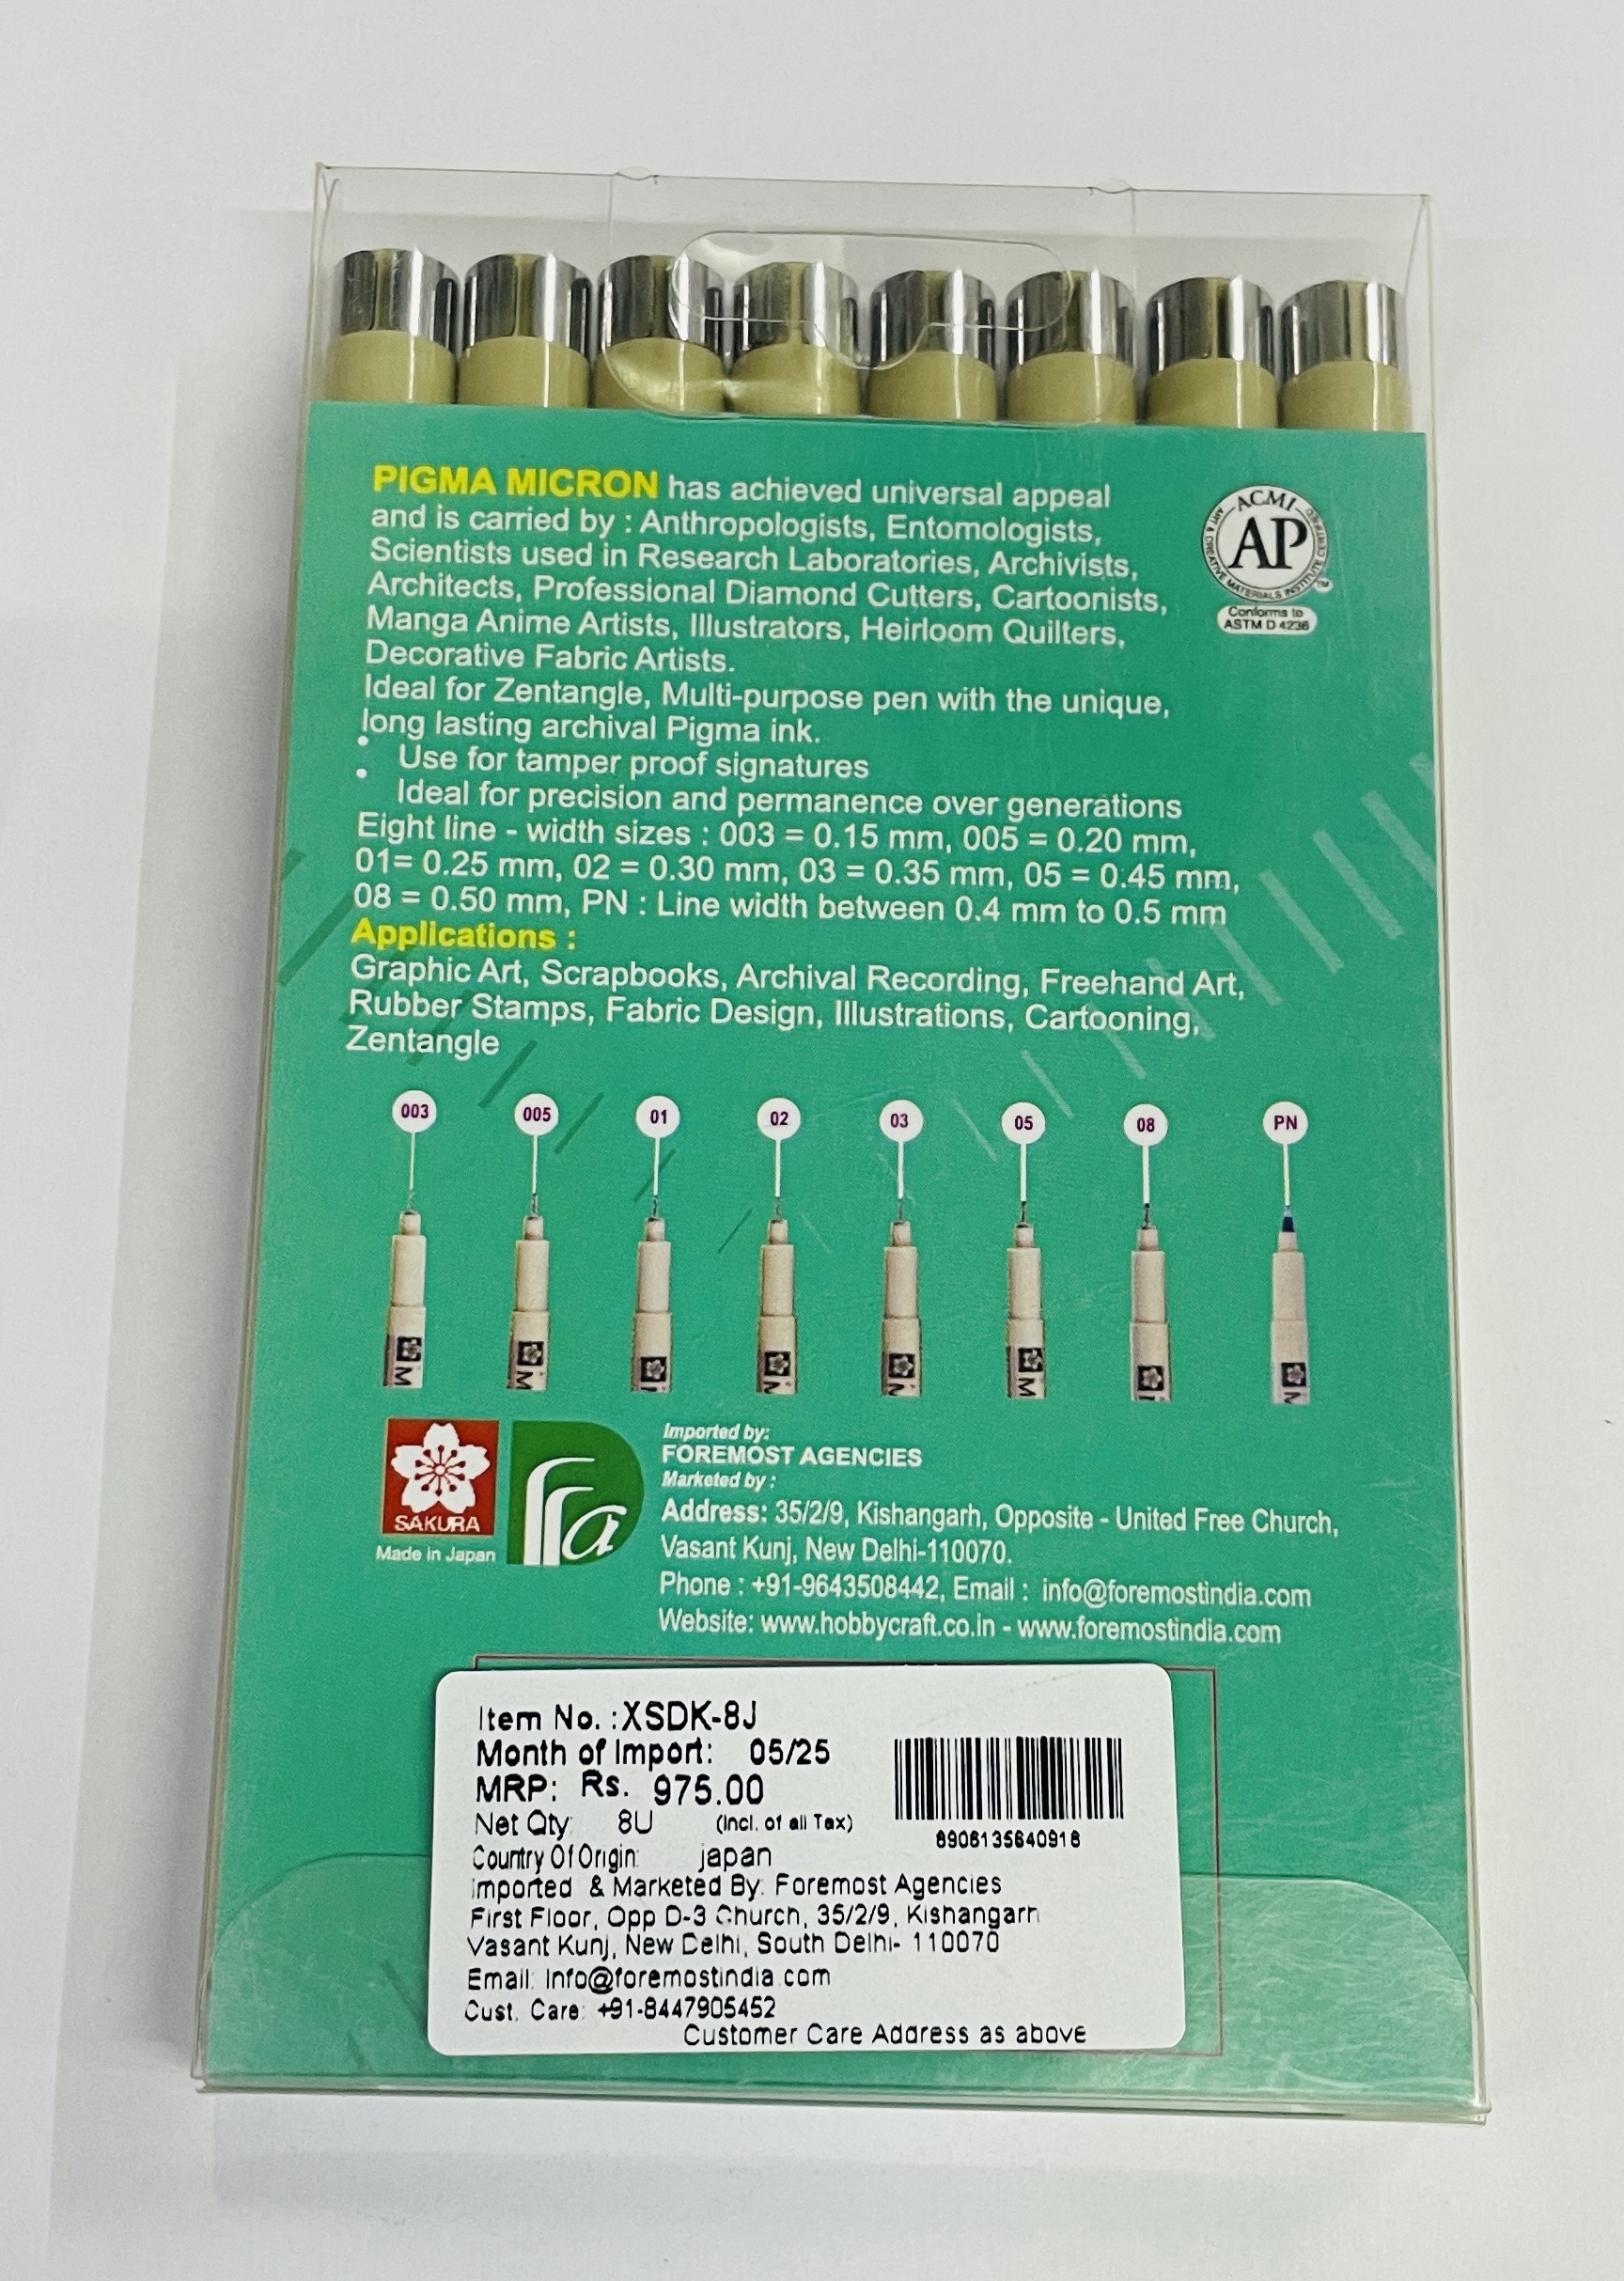 PIGMA MICRON has achieved universal appeal
and is carried by : Anthropologists, Entomologists,
Scientists used in Research Laboratories, Archivists,
Architects, Professional Diamond Cutters, Cartoonists,
Manga Anime Artists, Illustrators, Heirloom Quilters,
Decorative Fabric Artists.
Ideal for Zentangle, Multi-purpose pen with the unique,
long lasting archival Pigma ink.
• Use for tamper proof signatures
• Ideal for precision and permanence over generations
Eight line - width sizes : 003 = 0.15 mm, 005 = 0.20 mm,
01= 0.25 mm, 02 = 0.30 mm, 03 = 0.35 mm, 05 = 0.45 mm,
08 = 0.50 mm, PN : Line width between 0.4 mm to 0.5 mm
Applications :
Graphic Art, Scrapbooks, Archival Recording, Freehand Art,
Rubber Stamps, Fabric Design, Illustrations, Cartooning,
Zentangle
ACMI
AP
ART & CREATIVE MATERIALS INSTITUTE CERTIFIED
TM
Conforms to
ASTM D 4236
003 005 01 02 03 05 08 PN
M M M M
SAKURA
Made in Japan
fa
Imported by:
FOREMOST AGENCIES
Marketed by :
Address: 35/2/9, Kishangarh, Opposite - United Free Church,
Vasant Kunj, New Delhi-110070.
Phone : +91-9643508442, Email : info@foremostindia.com
Website: www.hobbycraft.co.in - www.foremostindia.com
Item No. :XSDK-8J
Month of Import: 05/25
MRP: Rs. 975.00
Net Qty: 8U (Incl. of all Tax)
Country Of Origin: japan
Imported & Marketed By: Foremost Agencies
First Floor, Opp D-3 Church, 35/2/9, Kishangarh
Vasant Kunj, New Delhi, South Delhi- 110070
Email: Info@foremostindia.com
Cust. Care: +91-8447905452
Customer Care Address as above
8906135640918